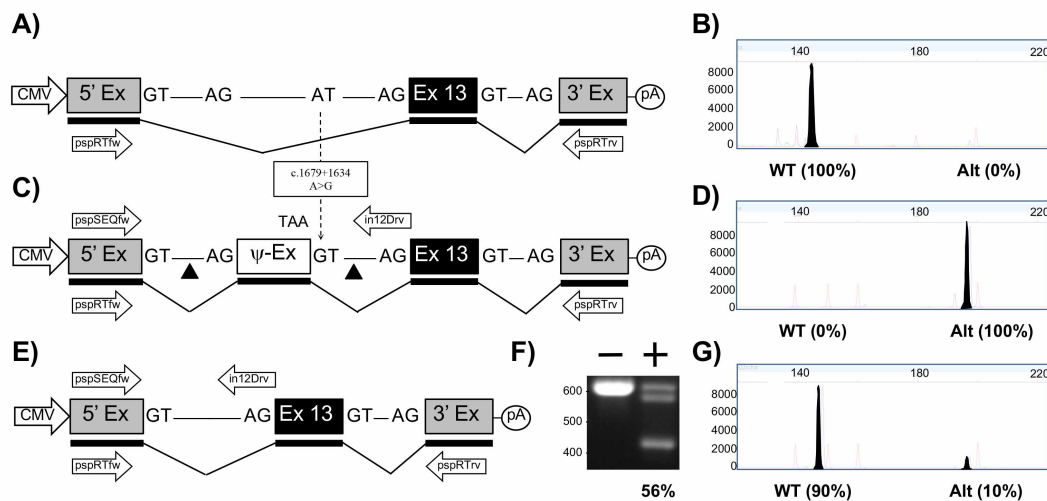 A)
CMV 5’ Ex GT AG AT AG Ex 13 GT AG 3’ Ex pA
pspRTfw pspRTrv
c.1679+1634
A>G
B)
140 180 220
8000
6000
4000
2000
0
WT (100%) Alt (0%)
C)
pspSEQfw TAA in12Drv
CMV 5’ Ex GT AG ψ-Ex GT AG Ex 13 GT AG 3’ Ex pA
pspRTfw pspRTrv
D)
140 180 220
8000
6000
4000
2000
0
WT (0%) Alt (100%)
E)
pspSEQfw in12Drv
CMV 5’ Ex GT AG Ex 13 GT AG 3’ Ex pA
pspRTfw pspRTrv
F)
− +
600
500
400
56%
G)
140 180 220
8000
6000
4000
2000
0
WT (90%) Alt (10%)